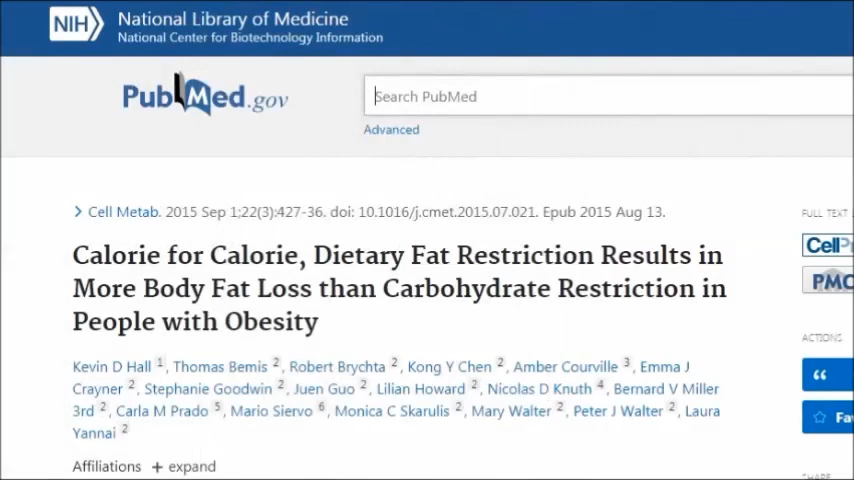 NIH
National Library of Medicine
National Center for Biotechnology Information
PubMed.gov
Search PubMed
Advanced
Cell Metab. 2015 Sep 1;22(3):427-36. doi: 10.1016/j.cmet.2015.07.021. Epub 2015 Aug 13.
Calorie for Calorie, Dietary Fat Restriction Results in
More Body Fat Loss than Carbohydrate Restriction in
People with Obesity
Kevin D Hall 1, Thomas Bemis 2, Robert Brychta 2, Kong Y Chen 2, Amber Courville 3, Emma J
Crayner 2, Stephanie Goodwin 2, Juen Guo 2, Lilian Howard 2, Nicolas D Knuth 4, Bernard V Miller
3rd 2, Carla M Prado 5, Mario Siervo 6, Monica C Skarulis 2, Mary Walter 2, Peter J Walter 2, Laura
Yannai 2
Affiliations + expand
FULL TEXT
CellP
PMC
ACTIONS
Fav
SHARE